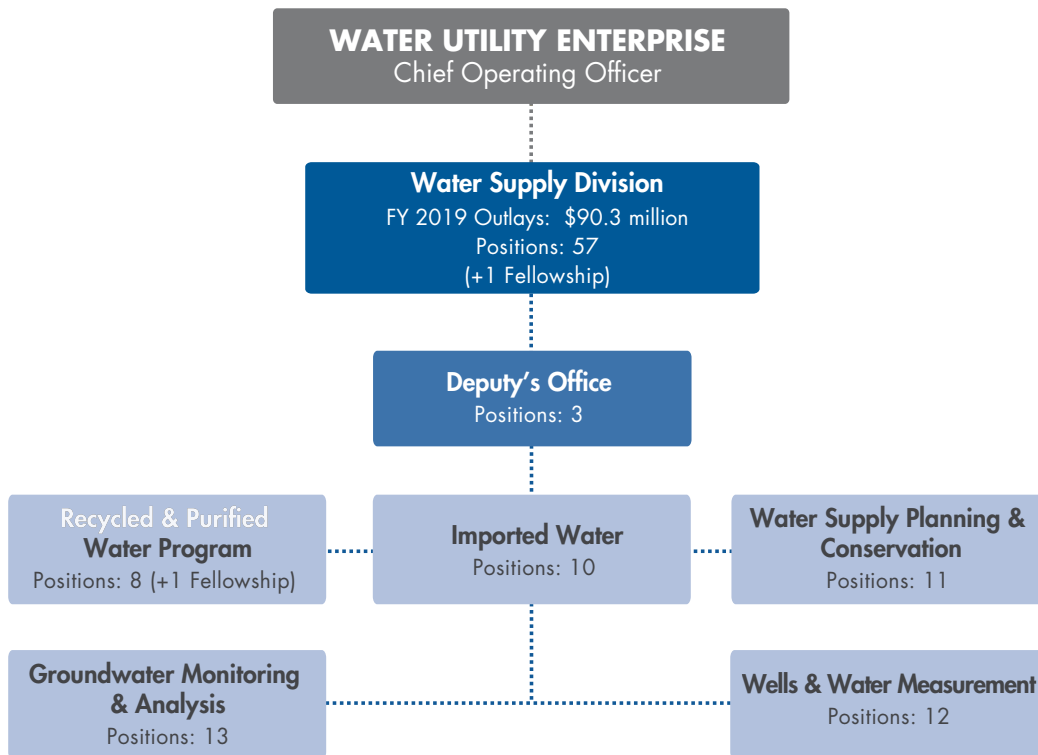 WATER UTILITY ENTERPRISE
Chief Operating Officer
Water Supply Division
FY 2019 Outlays: $90.3 million
Positions: 57
(+1 Fellowship)
Deputy’s Office
Positions: 3
Recycled & Purified
Water Program
Positions: 8 (+1 Fellowship)
Imported Water
Positions: 10
Water Supply Planning &
Conservation
Positions: 11
Groundwater Monitoring
& Analysis
Positions: 13
Wells & Water Measurement
Positions: 12